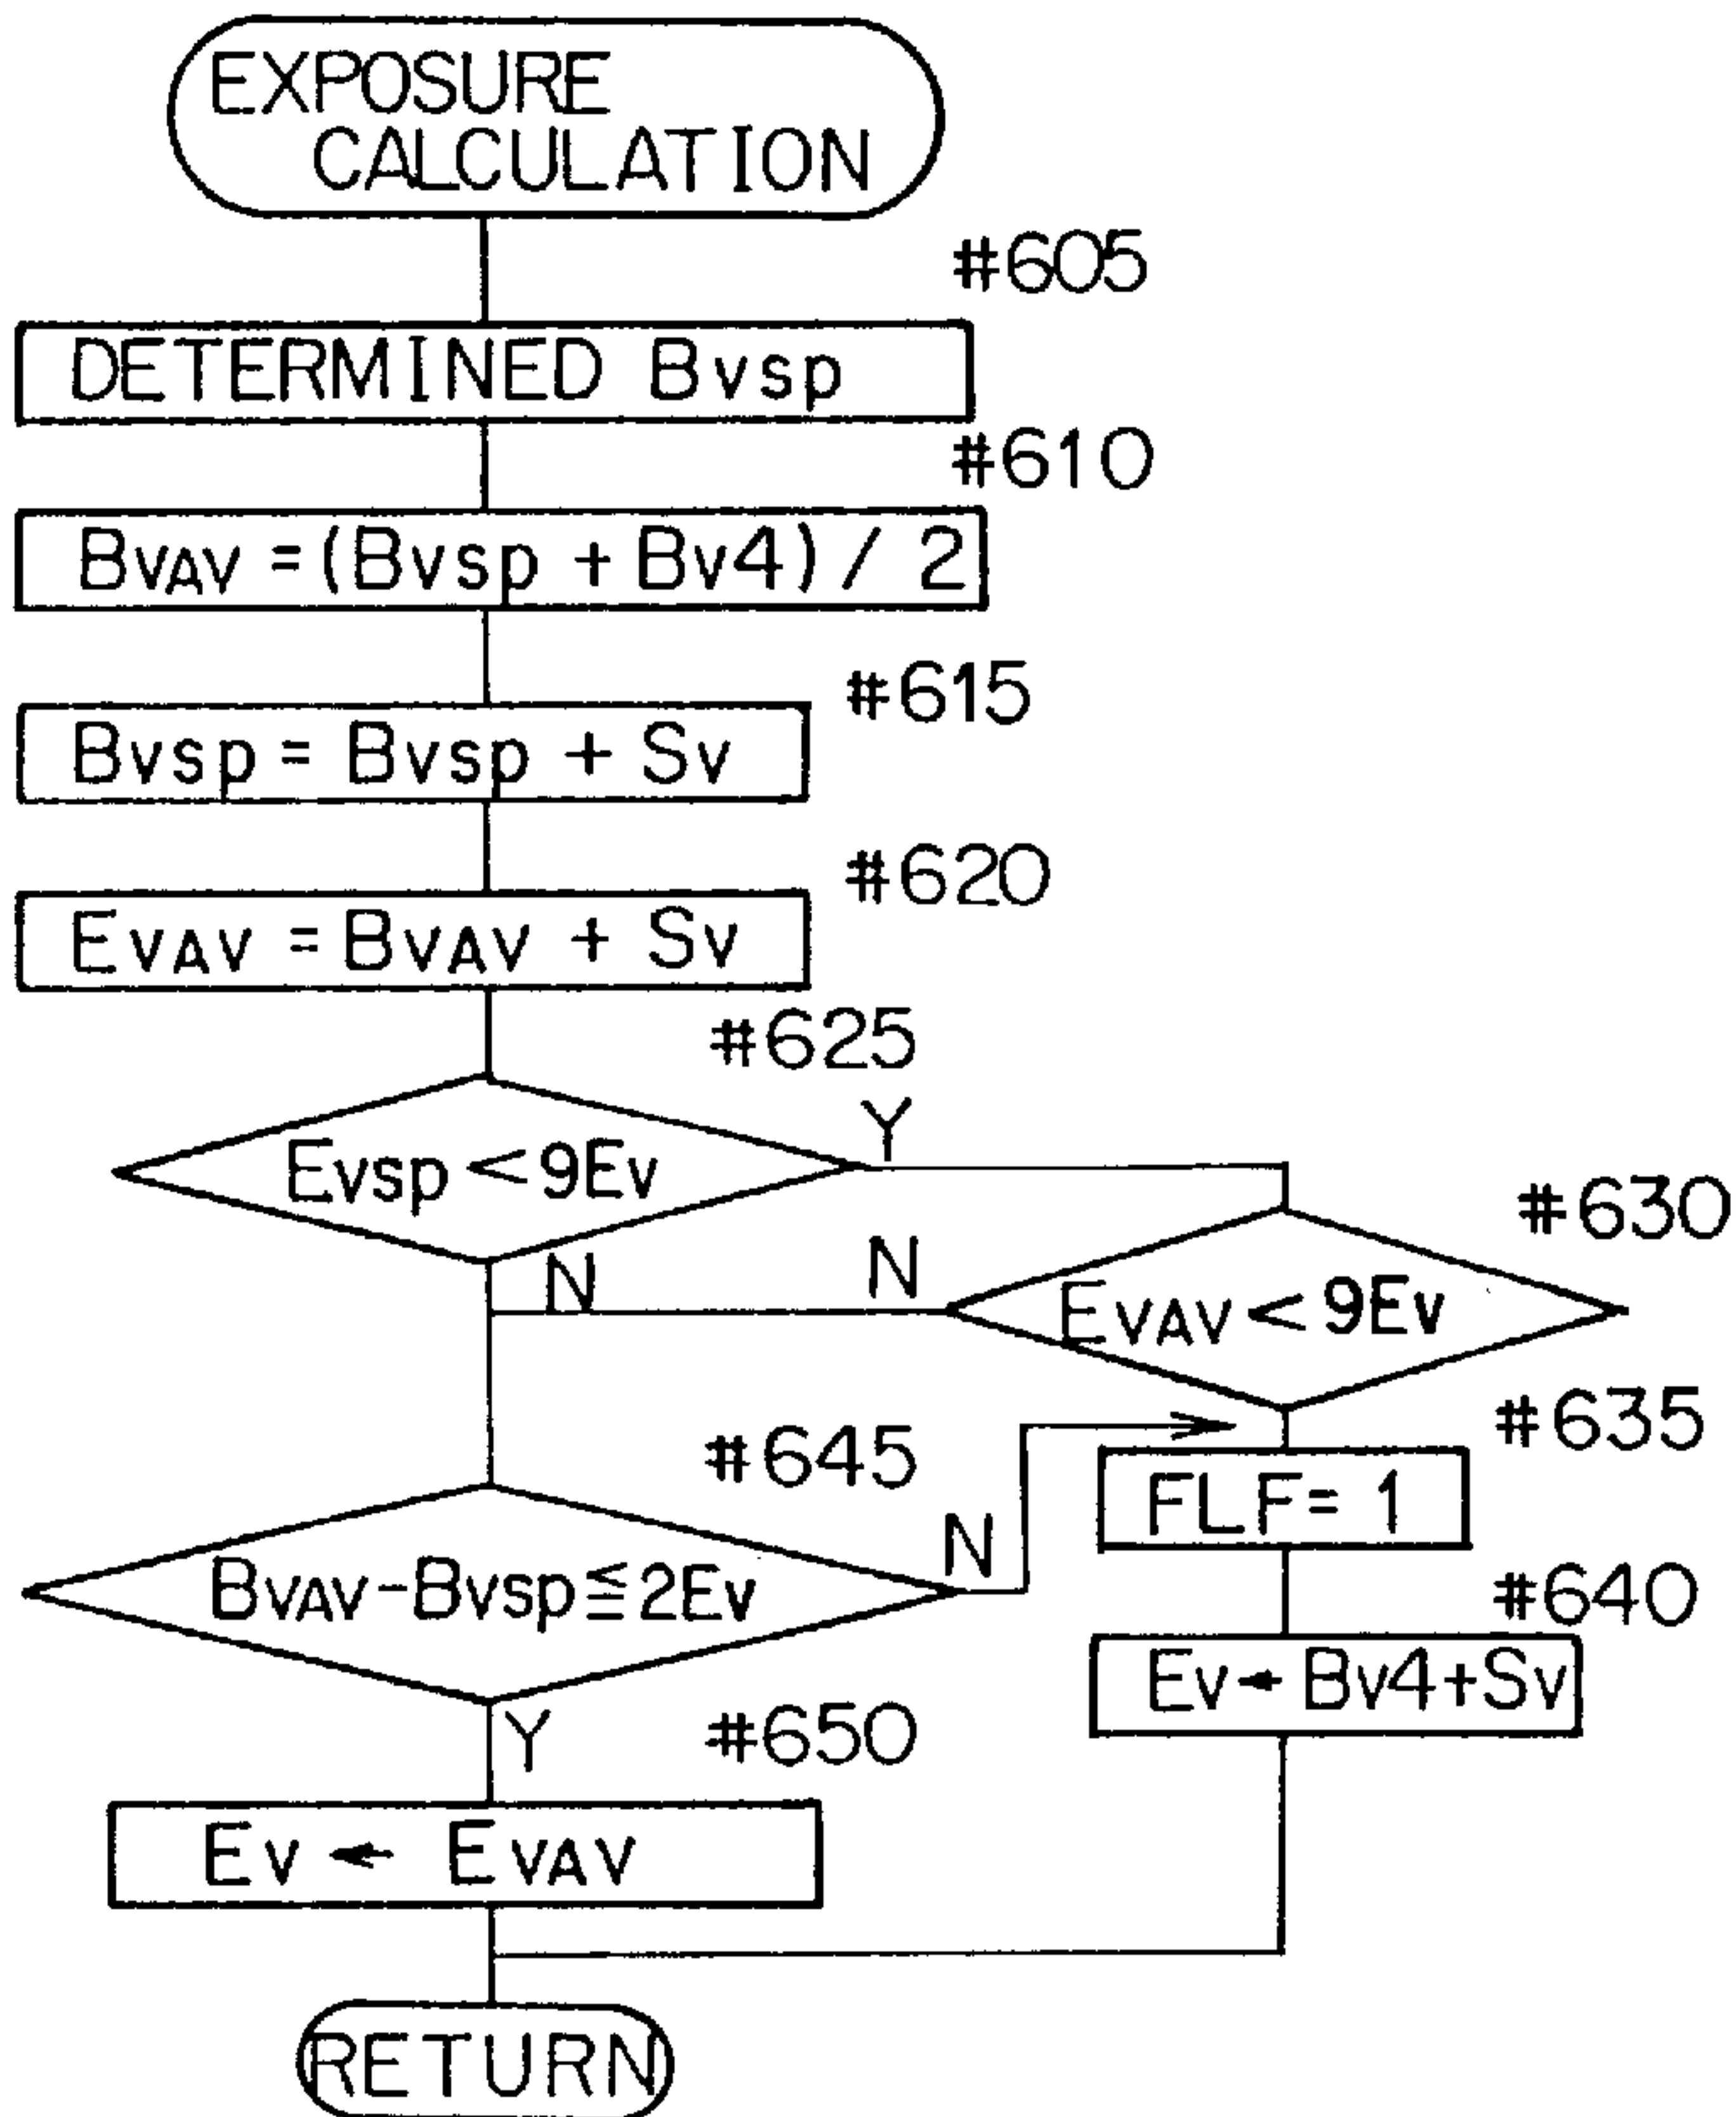 EXPOSURE
CALCULATION
#605
DETERMINED Bvsp
#610
BVAV = (Bvsp + Bv4) / 2
#615
Bvsp = Bvsp + Sv
#620
EVAV = BVAV + Sv
#625
Evsp < 9Ev
Y
N
#630
EVAV < 9Ev
N
#635
FLF = 1
#640
Ev ← Bv4 + Sv
#645
BVAV - Bvsp ≦ 2Ev
N
Y
#650
Ev ← EVAV
RETURN